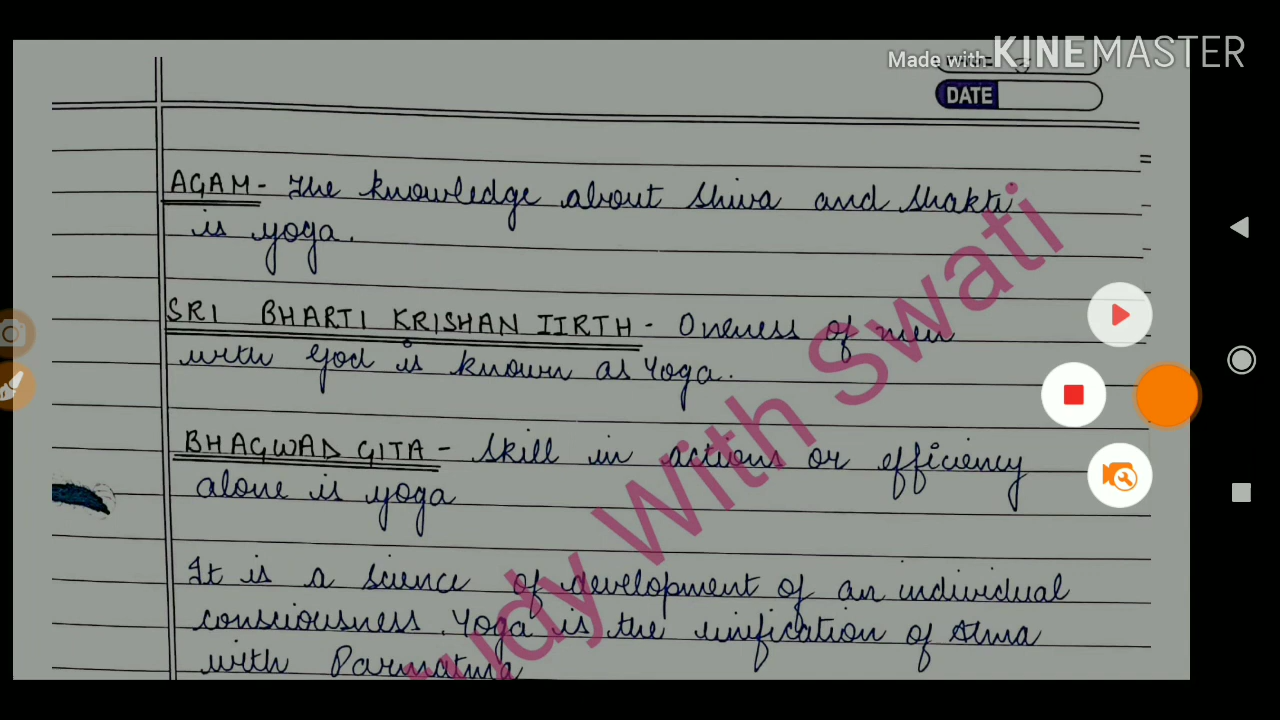 Made with KINEMASTER
DATE
AGAM - The knowledge about Shiva and Shakti
is yoga.
SRI BHARTI KRISHAN TIRTH - Oneness of men
with God is known as Yoga.
BHAGWAD GITA - Skill in actions or efficiency
alone is yoga
It is a science of development of an individual
consciousness. Yoga is the unification of Atma
with Parmatma
With Swati